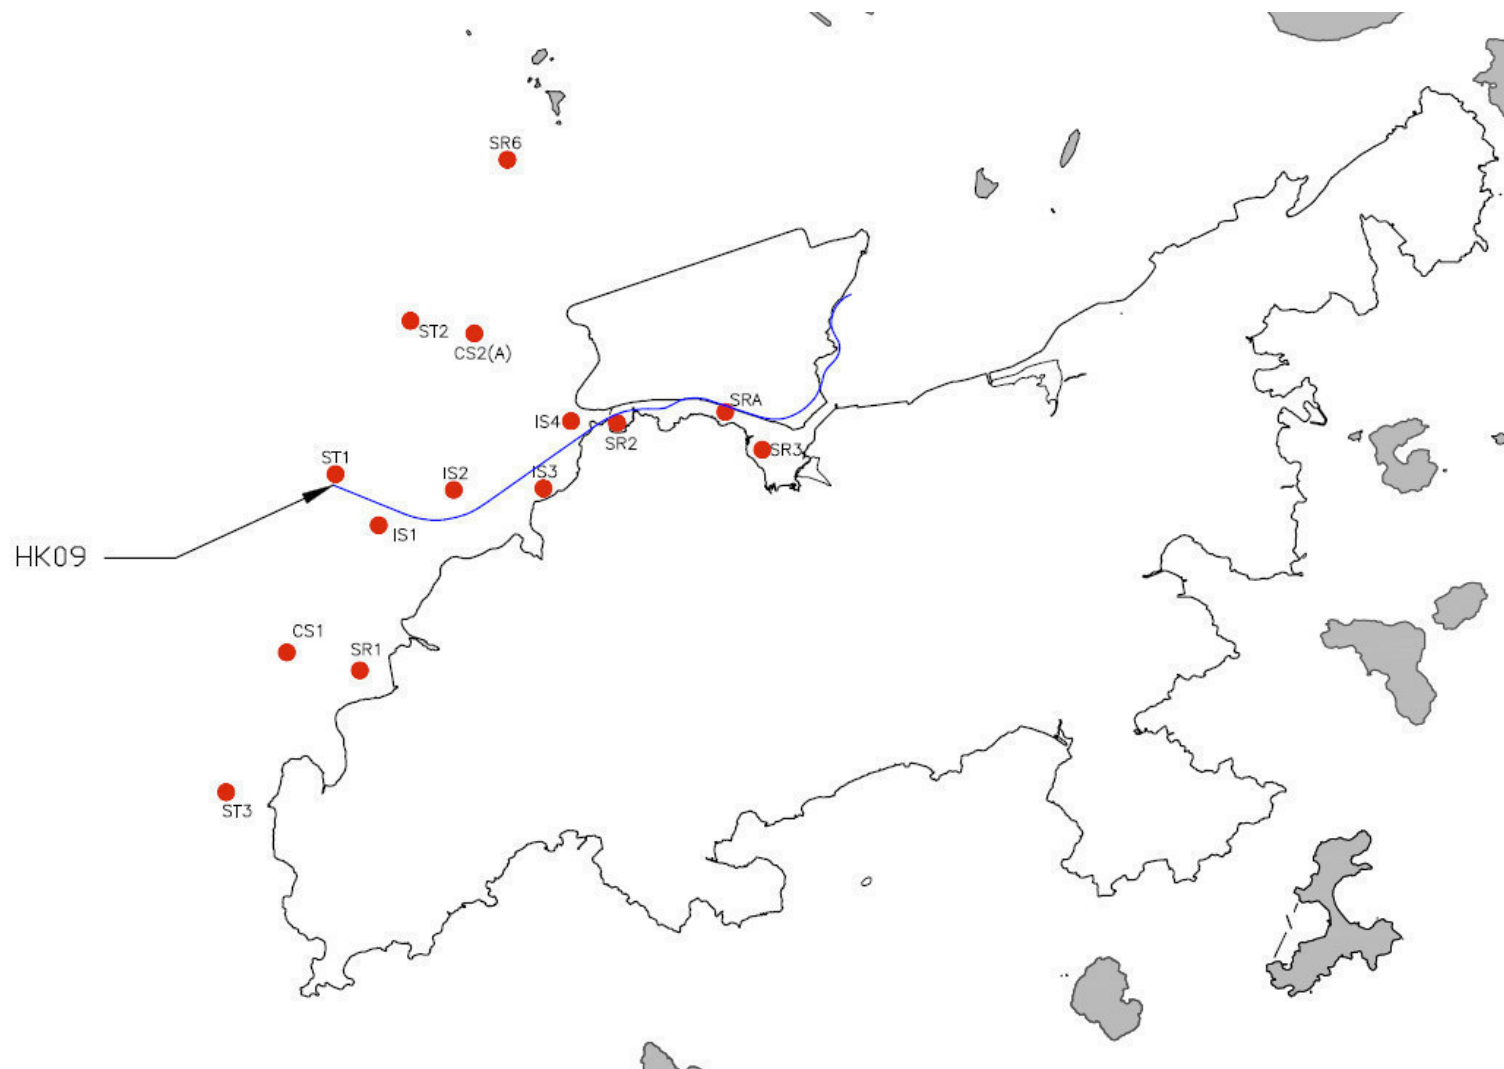 SR6
ST2
CS2(A)
SRA
IS4
SR2
SR3
ST1
IS2
IS3
IS1
HK09
CS1
SR1
ST3